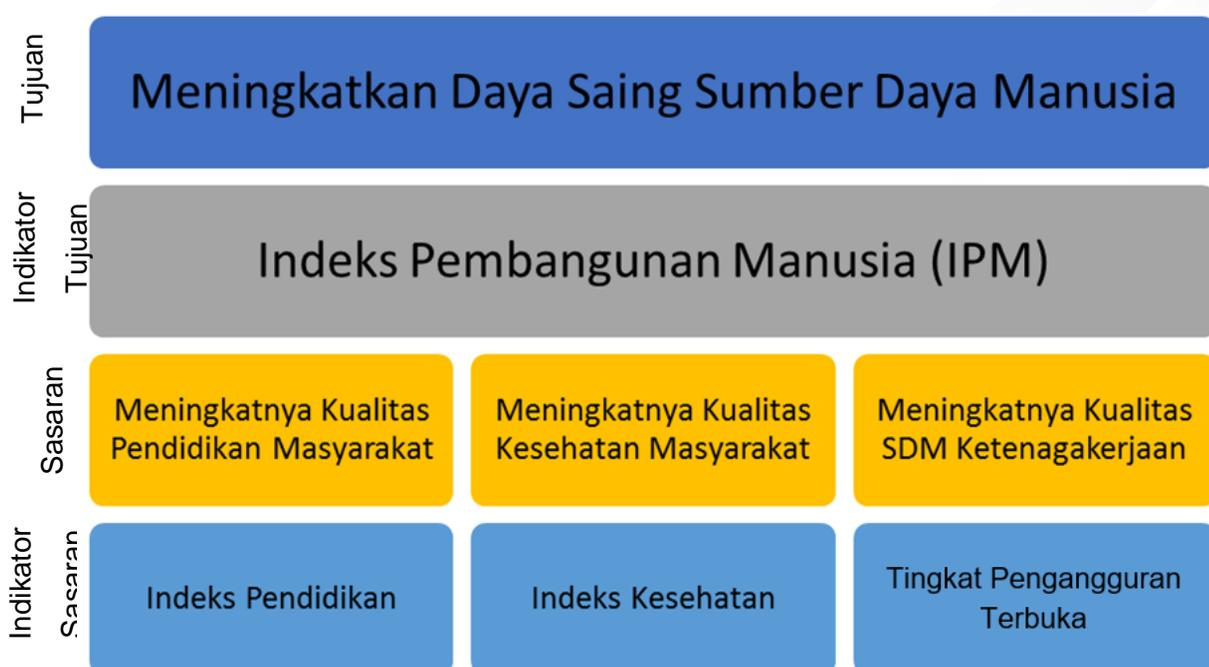 Tujuan
Meningkatkan Daya Saing Sumber Daya Manusia
Indikator
Tujuan
Indeks Pembangunan Manusia (IPM)
Sasaran
Meningkatnya Kualitas
Pendidikan Masyarakat
Meningkatnya Kualitas
Kesehatan Masyarakat
Meningkatnya Kualitas
SDM Ketenagakerjaan
Indikator
Sasaran
Indeks Pendidikan
Indeks Kesehatan
Tingkat Pengangguran
Terbuka